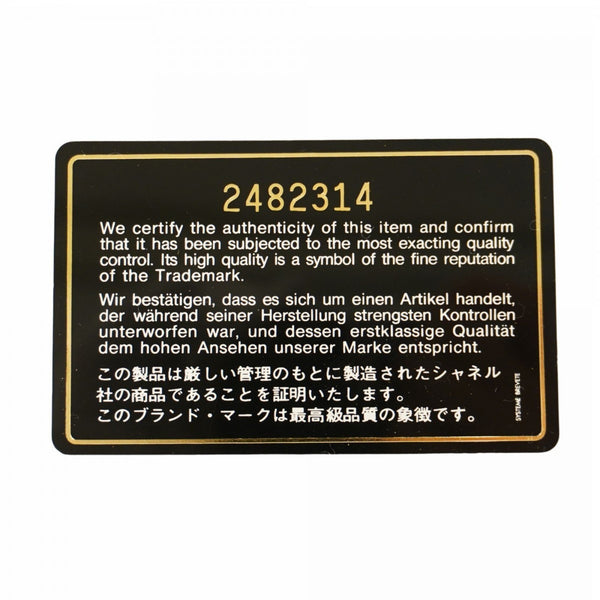 2482314
We certify the authenticity of this item and confirm
that it has been subjected to the most exacting quality
control. Its high quality is a symbol of the fine reputation
of the Trademark.
Wir bestätigen, dass es sich um einen Artikel handelt,
der während seiner Herstellung strengsten Kontrollen
unterworfen war, und dessen erstklassige Qualität
dem hohen Ansehen unserer Marke entspricht.
この製品は厳しい管理のもとに製造されたシャネル
社の商品であることを証明いたします。
このブランド・マークは最高級品質の象徴です。
SYSTEME BREVETE